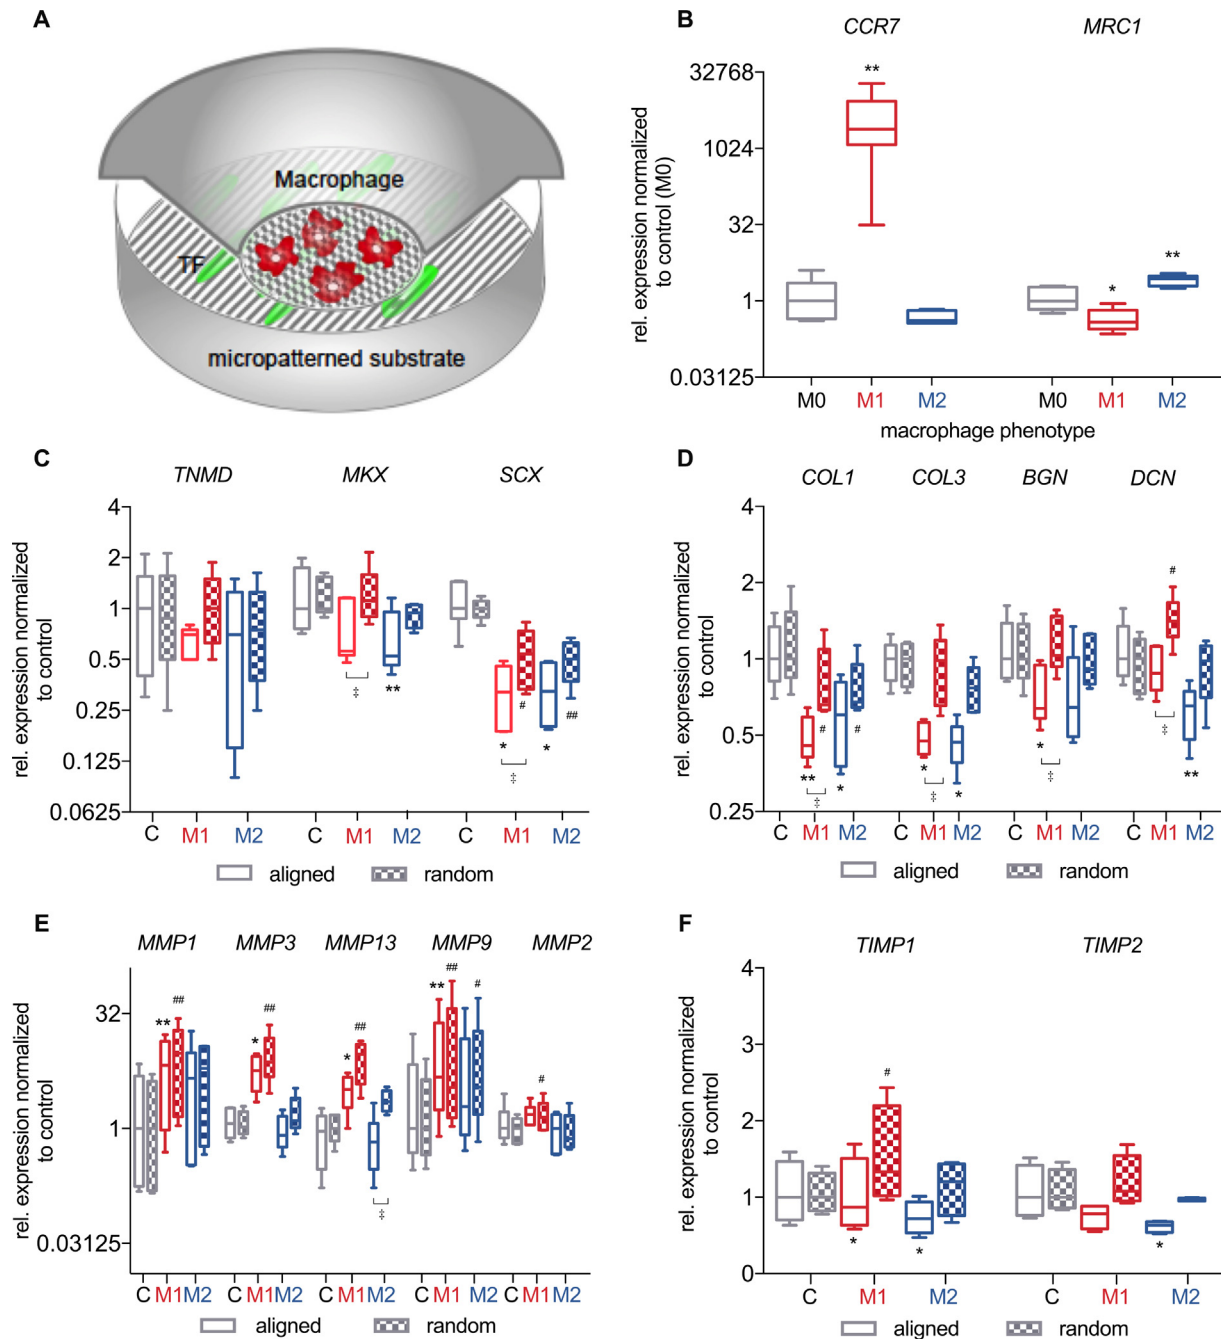 A
Macrophage
TF
micropatterned substrate
B
CCR7 MRC1
rel. expression normalized
to control (M0)
32768
1024
32
1
0.03125
** * **
M0 M1 M2 M0 M1 M2
macrophage phenotype
C
TNMD MKX SCX
rel. expression normalized
to control
4
2
1
0.5
0.25
0.125
0.0625
‡ ** * ‡ # * ##
C M1 M2 C M1 M2 C M1 M2
aligned random
D
COL1 COL3 BGN DCN
rel. expression normalized
to control
4
2
1
0.5
0.25
** ‡ # * # * ‡ * * ‡ # ‡ **
C M1 M2 C M1 M2 C M1 M2 C M1 M2
aligned random
E
MMP1 MMP3 MMP13 MMP9 MMP2
rel. expression normalized
to control
32
1
0.03125
** ## * ## * ## ‡ ** ## # #
C M1 M2 C M1 M2 C M1 M2 C M1 M2 C M1 M2
aligned random
F
TIMP1 TIMP2
rel. expression normalized
to control
4
3
2
1
0
* # * *
C M1 M2 C M1 M2
aligned random